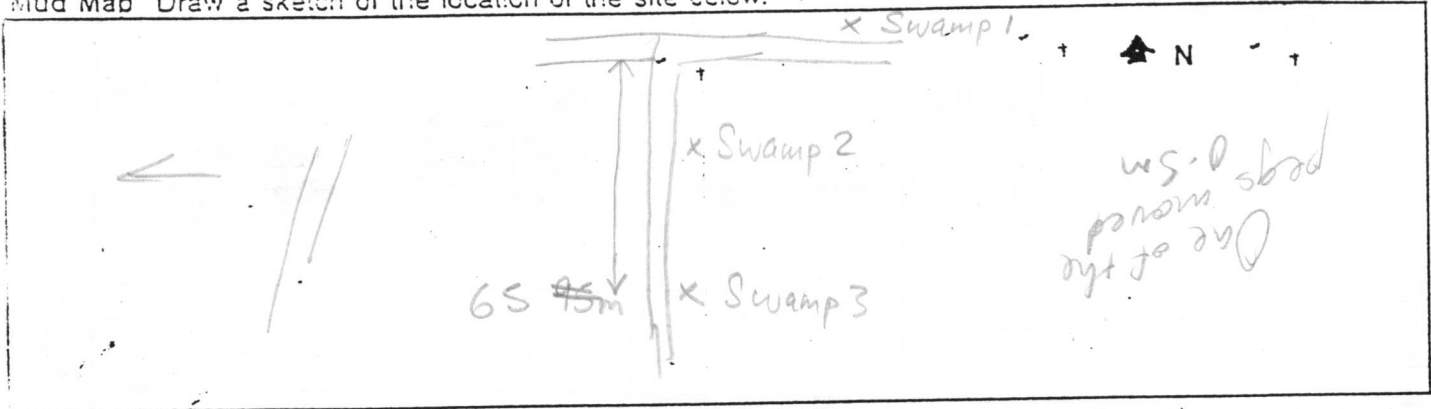 Mud Map Draw a sketch of the location of the site below.
x Swamp 1
N
x Swamp 2
65 95m
x Swamp 3
One of the
pegs moved
0.5m